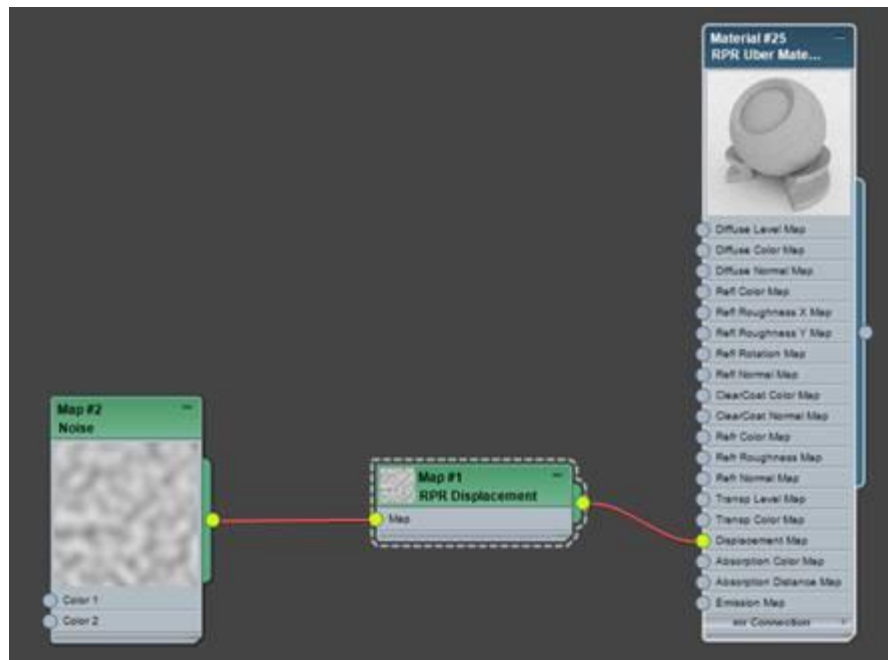 Material #25
RPR Uber Mate...
Diffuse Level Map
Diffuse Color Map
Diffuse Normal Map
Refl Color Map
Refl Roughness X Map
Refl Roughness Y Map
Refl Rotation Map
Refl Normal Map
ClearCoat Color Map
ClearCoat Normal Map
Refr Color Map
Refr Roughness Map
Refr Normal Map
Transp Level Map
Transp Color Map
Displacement Map
Absorption Color Map
Absorption Distance Map
Emission Map
mr Connection
Map #2
Noise
Color 1
Color 2
Map #1
RPR Displacement
Map